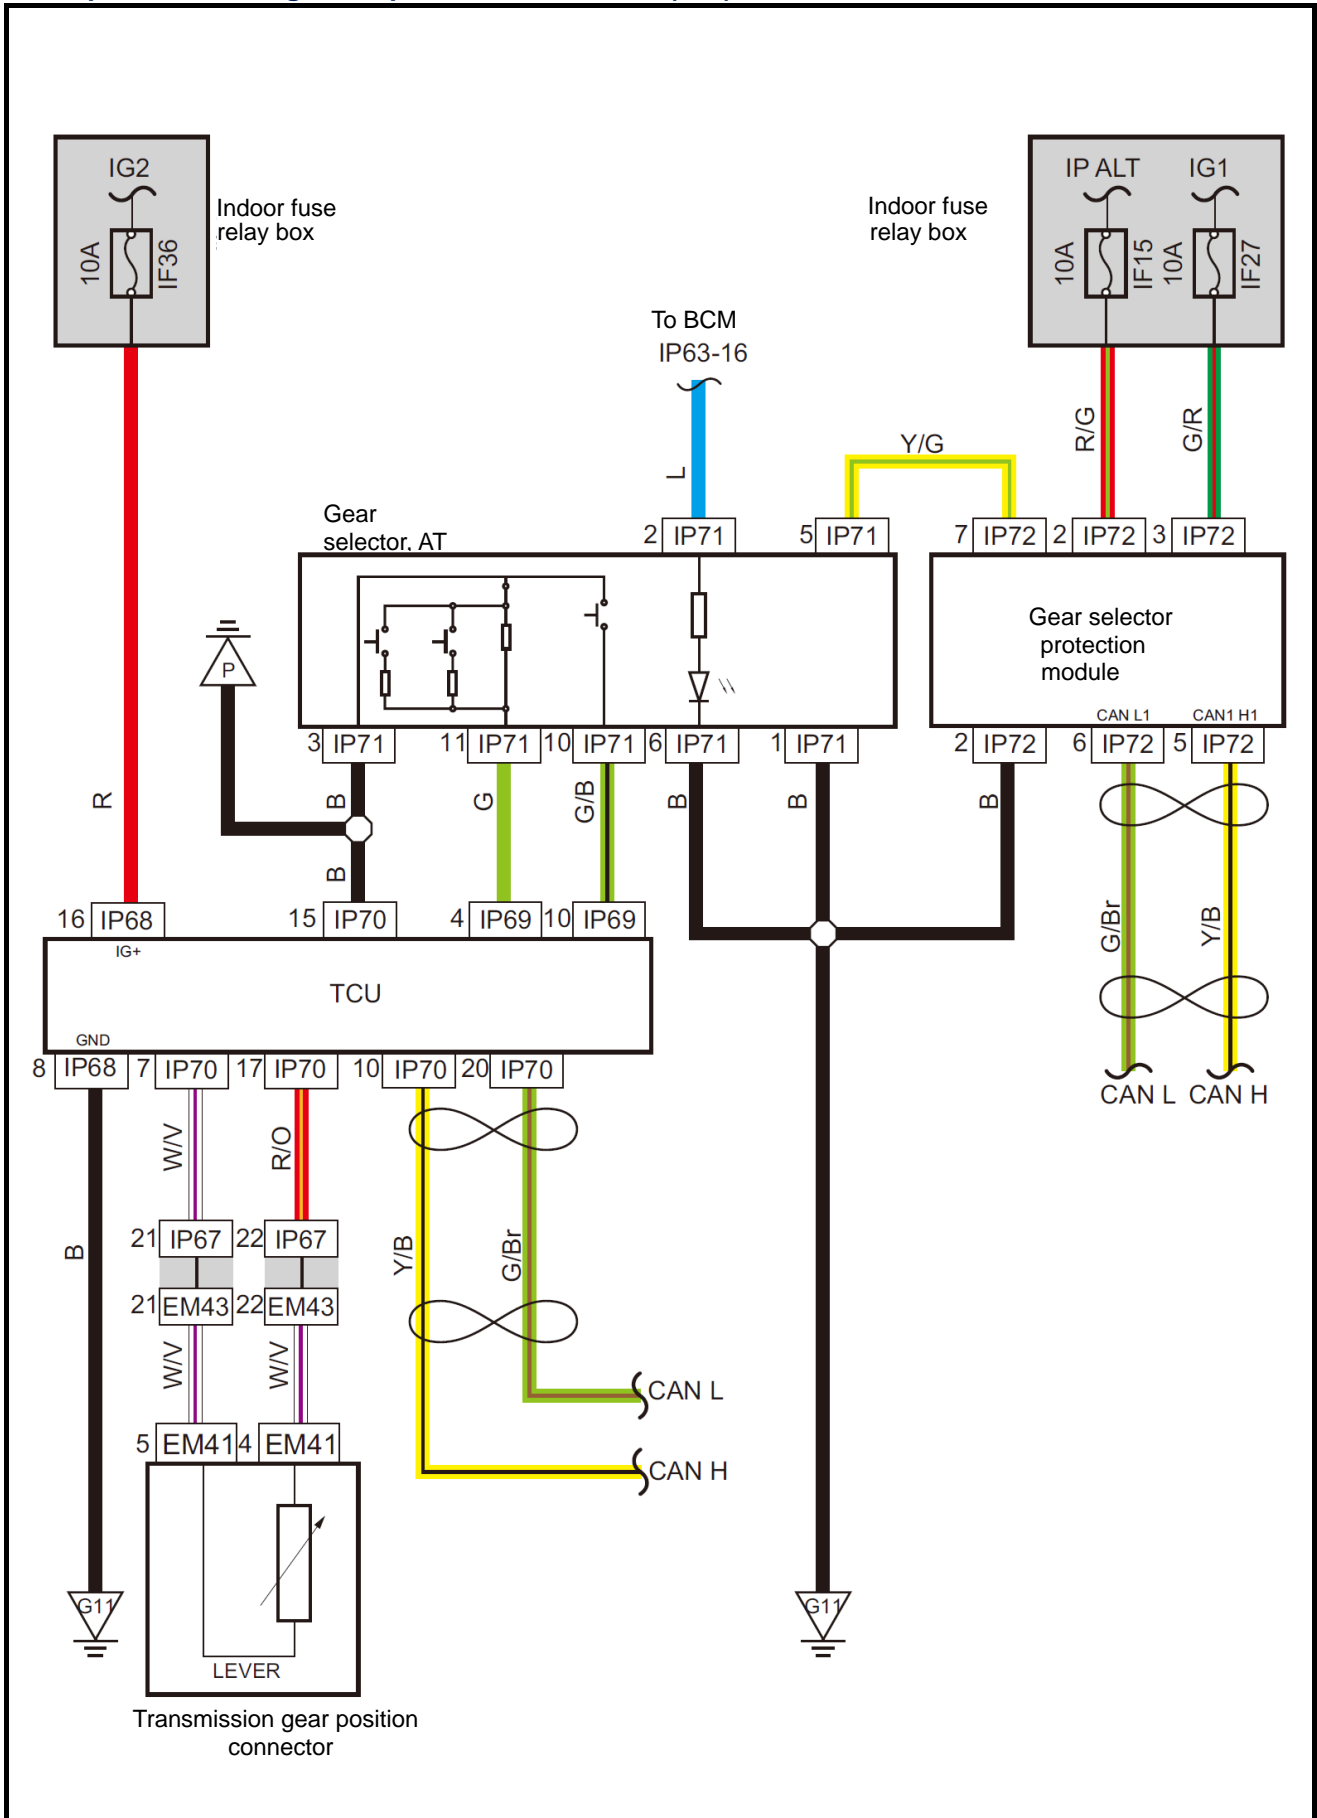 IG2
10A
IF36
Indoor fuse
relay box
Indoor fuse
relay box
IP ALT
IG1
10A
IF15
10A
IF27
To BCM
IP63-16
L
Y/G
R/G
G/R
Gear
selector, AT
2 IP71
5 IP71
7 IP72
2 IP72
3 IP72
P
Gear selector
protection
module
CAN L1
CAN1 H1
3 IP71
11 IP71
10 IP71
6 IP71
1 IP71
2 IP72
6 IP72
5 IP72
R
B
G
G/B
B
B
B
B
G/Br
Y/B
16 IP68
15 IP70
4 IP69
10 IP69
IG+
TCU
GND
8 IP68
7 IP70
17 IP70
10 IP70
20 IP70
CAN L
CAN H
W/V
R/O
B
21 IP67
22 IP67
Y/B
G/Br
21 EM43
22 EM43
W/V
W/V
CAN L
5 EM41
4 EM41
CAN H
G11
G11
LEVER
Transmission gear position
connector